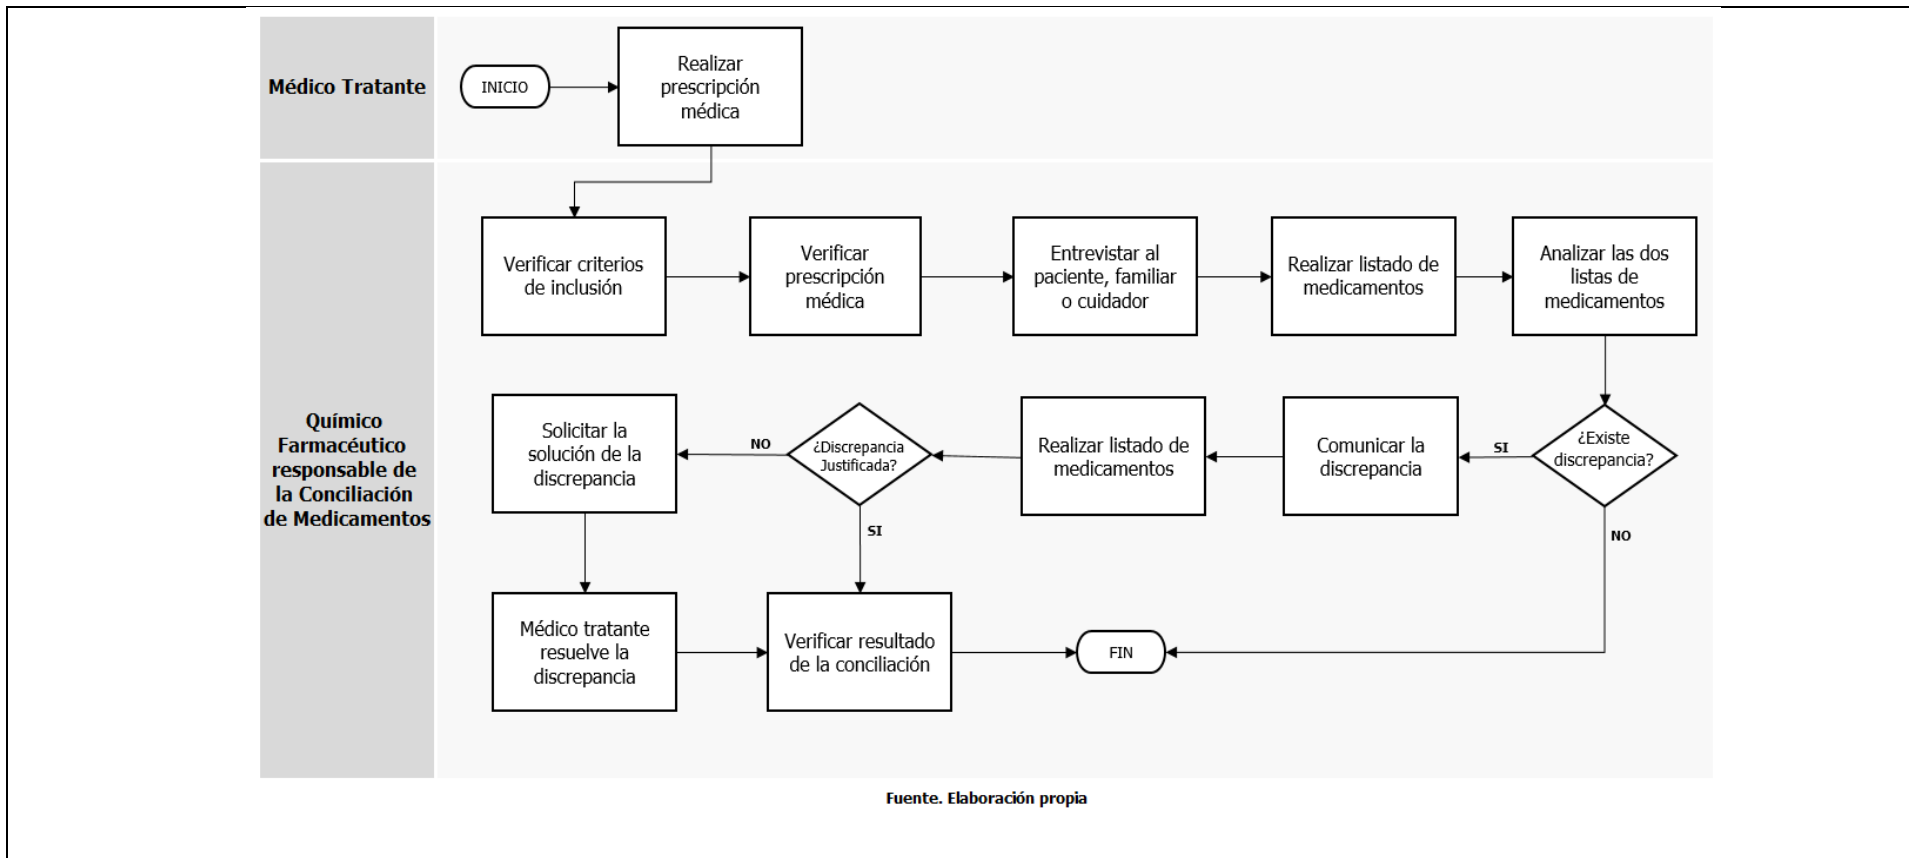 Médico Tratante
INICIO
Realizar
prescripción
médica
Químico
Farmacéutico
responsable de
la Conciliación
de Medicamentos
Verificar criterios
de inclusión
Verificar
prescripción
médica
Entrevistar al
paciente, familiar
o cuidador
Realizar listado de
medicamentos
Analizar las dos
listas de
medicamentos
¿Existe
discrepancia?
SI
NO
Comunicar la
discrepancia
Realizar listado de
medicamentos
¿Discrepancia
Justificada?
NO
SI
Solicitar la
solución de la
discrepancia
Médico tratante
resuelve la
discrepancia
Verificar resultado
de la conciliación
FIN
Fuente. Elaboración propia